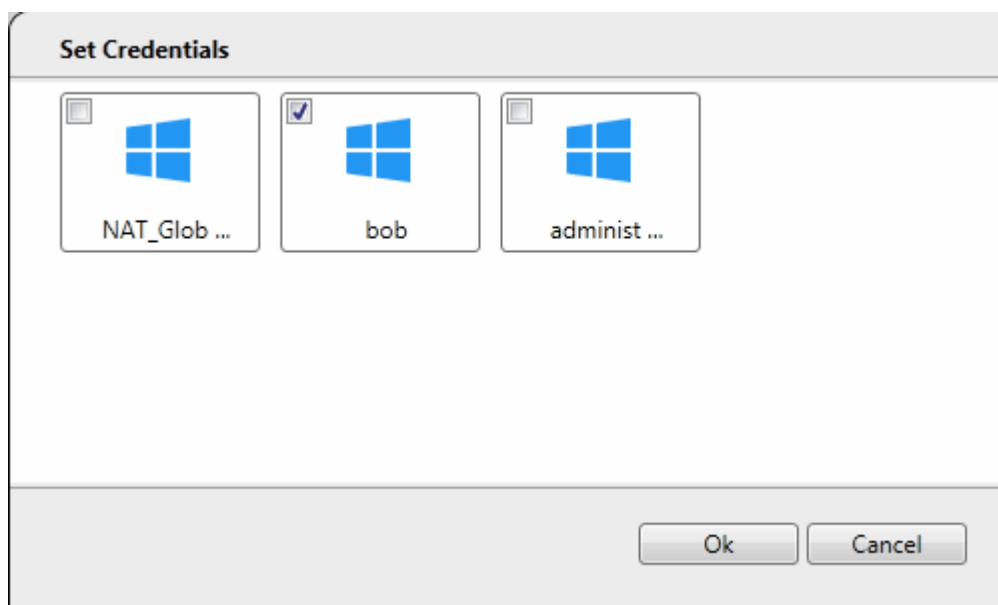 Set Credentials
NAT_Glob ...
bob
administ ...
Ok
Cancel